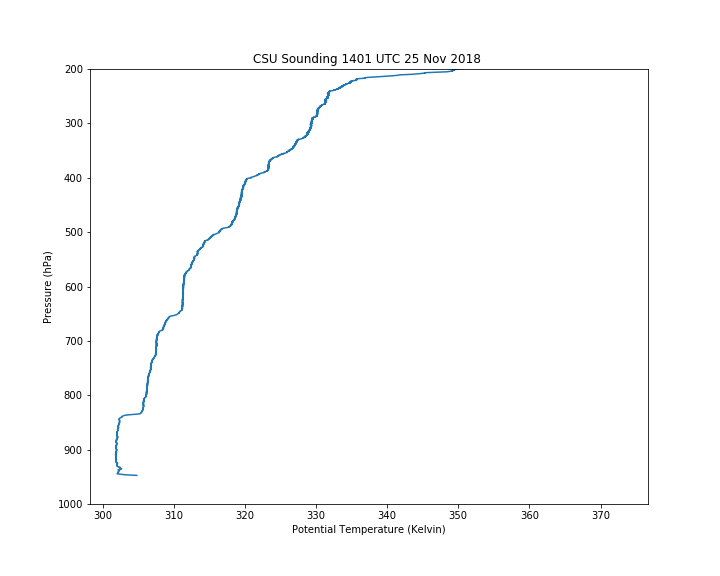 CSU Sounding 1401 UTC 25 Nov 2018
200
300
400
500
600
700
800
900
1000
Pressure (hPa)
300 310 320 330 340 350 360 370
Potential Temperature (Kelvin)